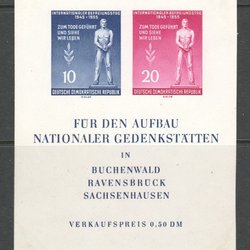 INTERNATIONALER BEFREIUNGSTAG
1945 - 1955
ZUM TODE GEFÜHRT
UND SIEHE
WIR LEBEN
10
DEUTSCHE DEMOKRATISCHE REPUBLIK
INTERNATIONALER BEFREIUNGSTAG
1945 - 1955
ZUM TODE GEFÜHRT
UND SIEHE
WIR LEBEN
20
DEUTSCHE DEMOKRATISCHE REPUBLIK
FÜR DEN AUFBAU
NATIONALER GEDENKSTÄTTEN
IN
BUCHENWALD
RAVENSBRÜCK
SACHSENHAUSEN
VERKAUFSPREIS 0,50 DM